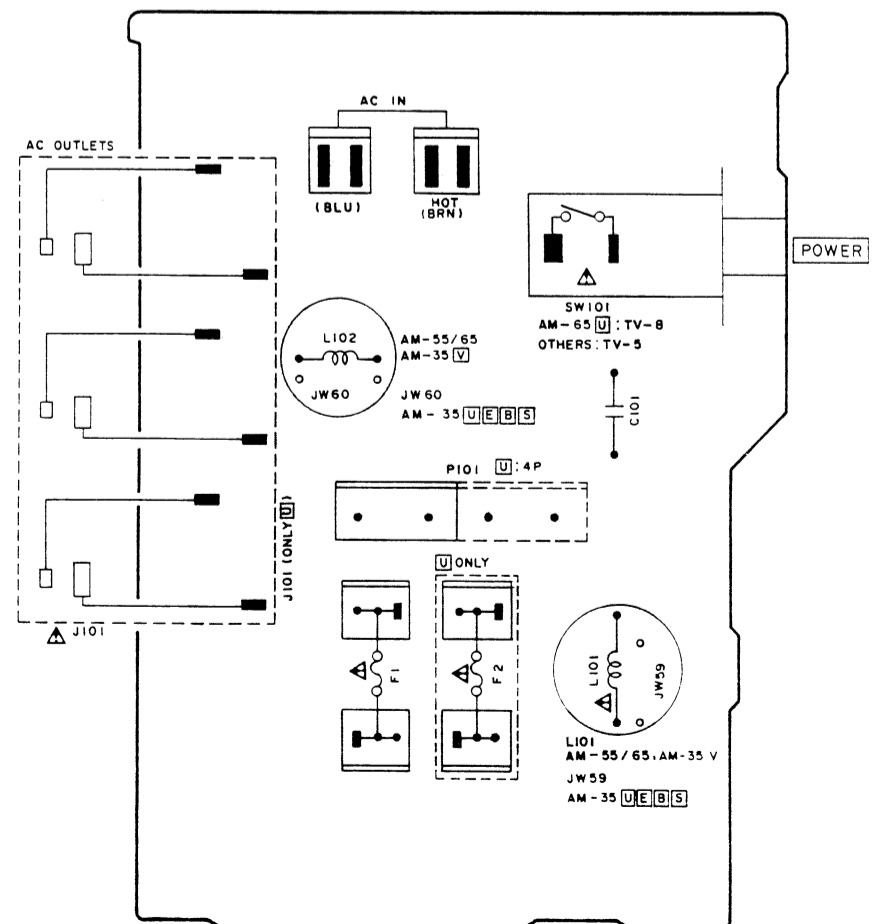 AC IN
AC OUTLETS
(BLU)
HOT
(BRN)
POWER
SW101
AM-65 U : TV-8
OTHERS : TV-5
L102
JW60
AM-55/65
AM-35 V
JW60
AM-35 U E B S
C101
P101 U : 4P
J101 (ONLY U)
U ONLY
J101
F1
F2
L101
JW59
L101
AM-55/65, AM-35 V
JW59
AM-35 U E B S